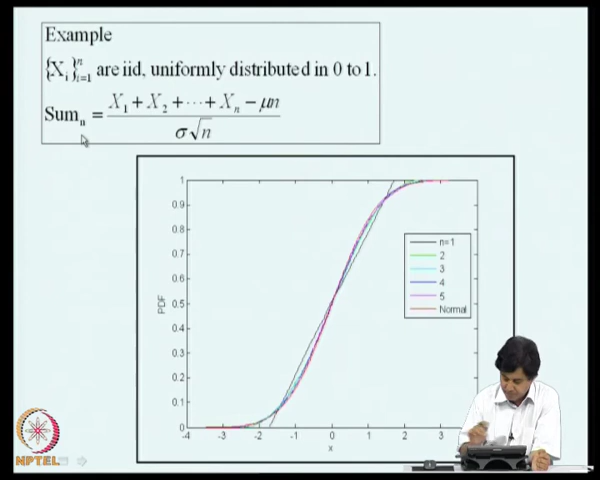 Example
{X_i}_{i=1}^n are iid, uniformly distributed in 0 to 1.
Sum_n = (X_1 + X_2 + ··· + X_n − μn) / (σ√n)
1
0.9
0.8
0.7
0.6
0.5
0.4
0.3
0.2
0.1
0
PDF
-4 -3 -2 -1 0 1 2 3
x
n=1
2
3
4
5
Normal
NPTEL